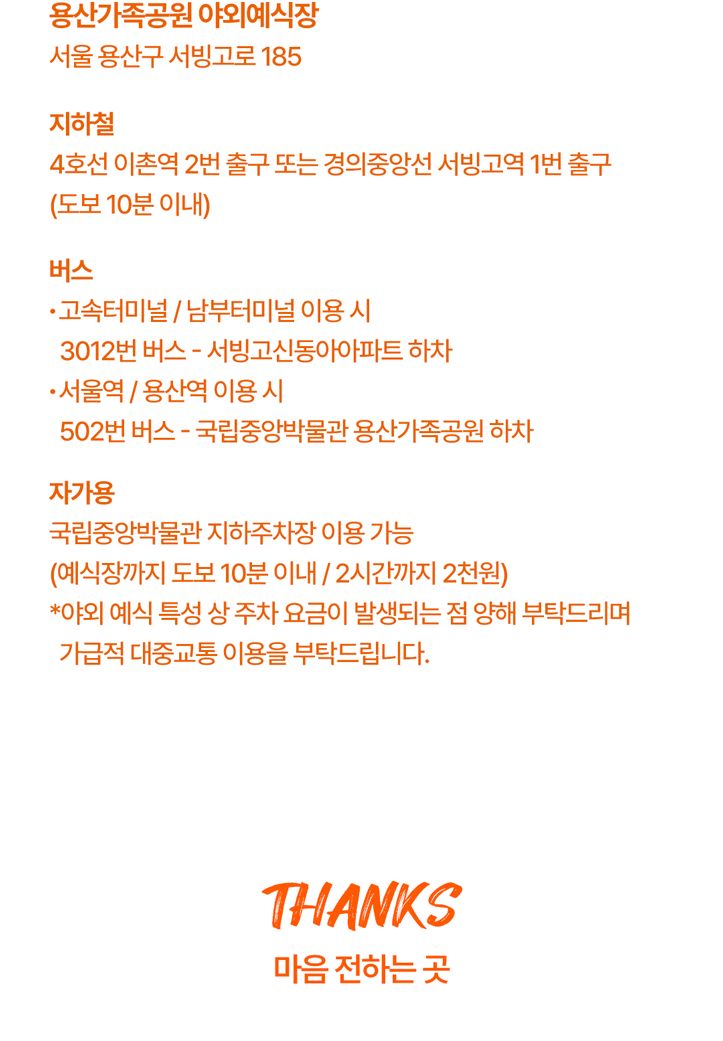 용산가족공원 야외예식장
서울 용산구 서빙고로 185
지하철
4호선 이촌역 2번 출구 또는 경의중앙선 서빙고역 1번 출구
(도보 10분 이내)
버스
• 고속터미널 / 남부터미널 이용 시
3012번 버스 - 서빙고신동아아파트 하차
• 서울역 / 용산역 이용 시
502번 버스 - 국립중앙박물관 용산가족공원 하차
자가용
국립중앙박물관 지하주차장 이용 가능
(예식장까지 도보 10분 이내 / 2시간까지 2천원)
*야외 예식 특성 상 주차 요금이 발생되는 점 양해 부탁드리며
가급적 대중교통 이용을 부탁드립니다.
THANKS
마음 전하는 곳